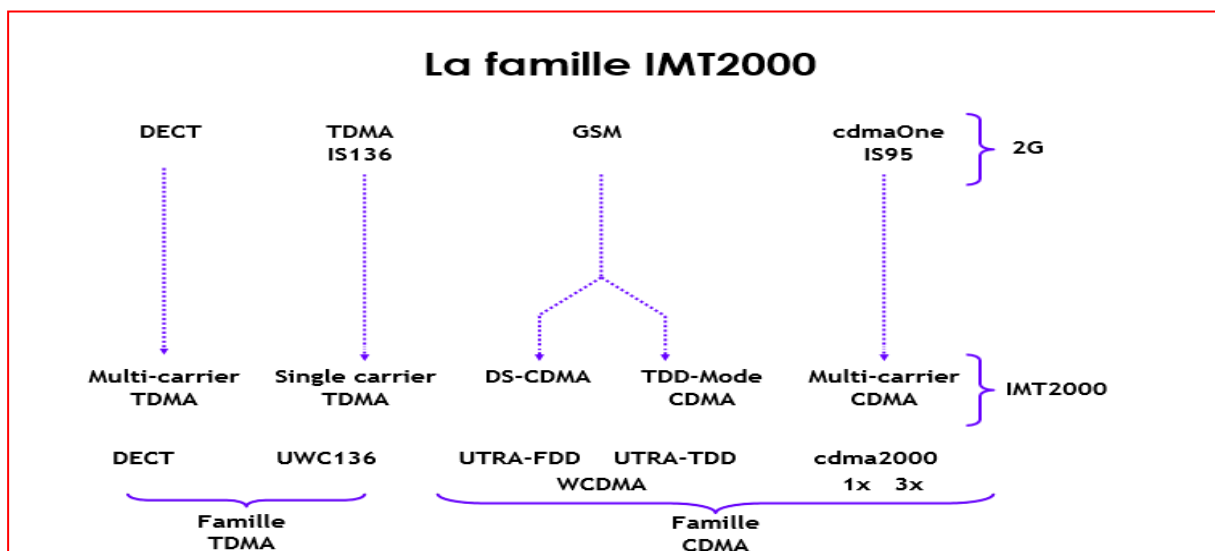 La famille IMT2000
DECT TDMA GSM cdmaOne
IS136 IS95 2G
Multi-carrier Single carrier DS-CDMA TDD-Mode Multi-carrier
TDMA TDMA CDMA CDMA IMT2000
DECT UWC136 UTRA-FDD UTRA-TDD cdma2000
WCDMA 1x 3x
Famille Famille
TDMA CDMA